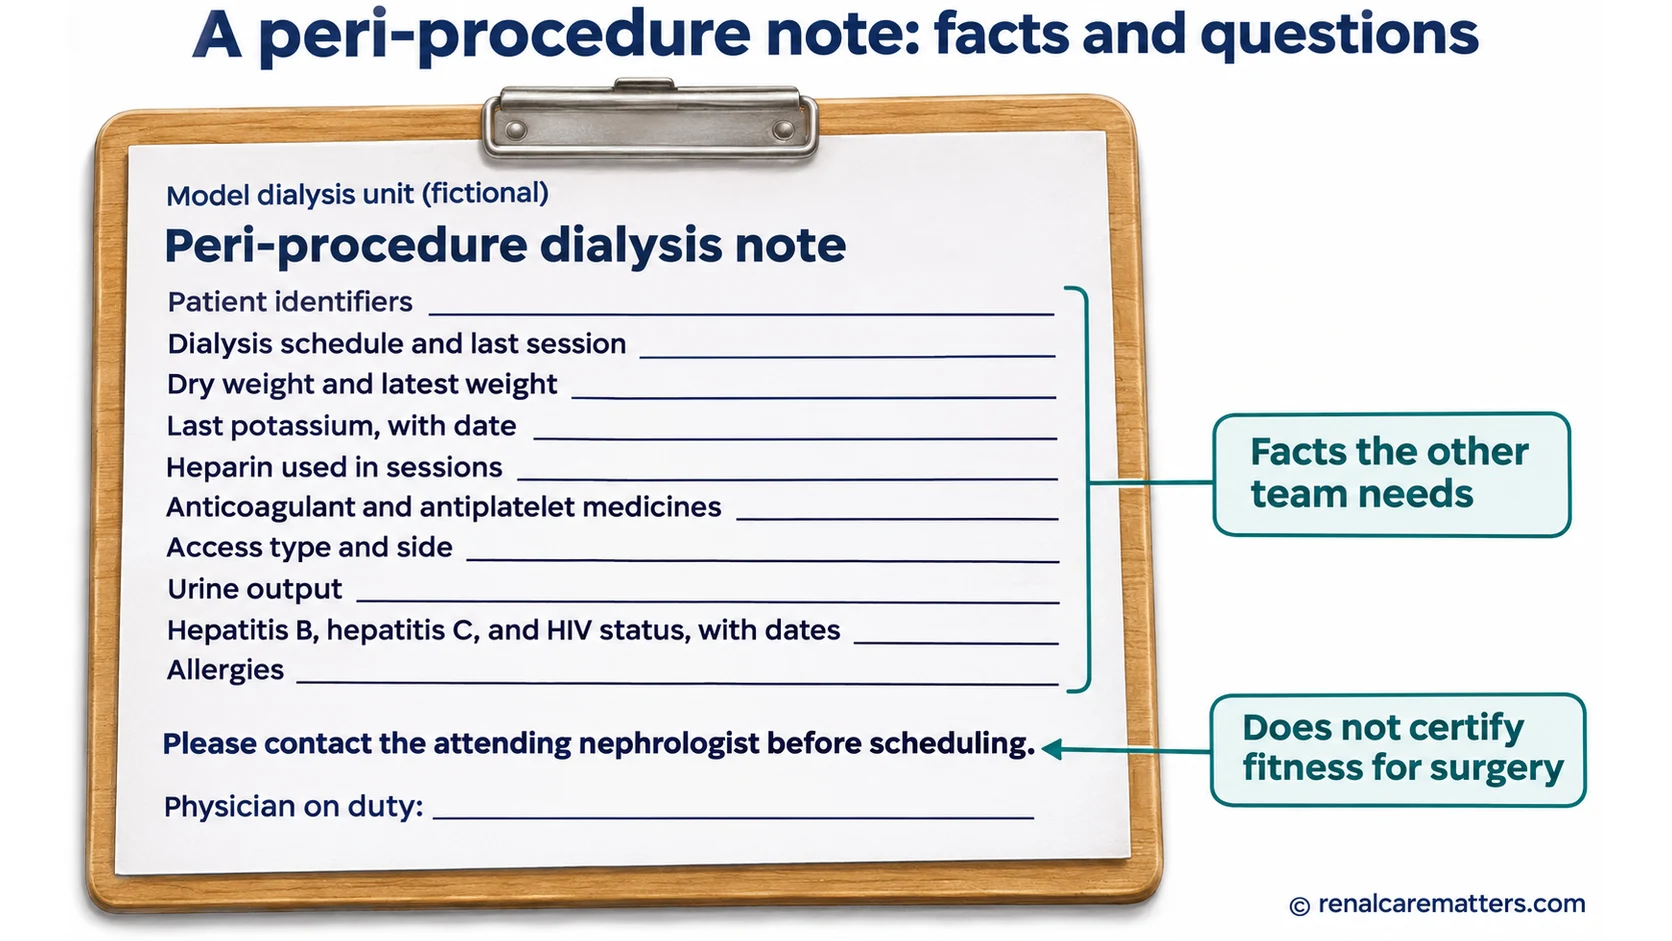 A peri-procedure note: facts and questions
Model dialysis unit (fictional)
Peri-procedure dialysis note
Patient identifiers
Dialysis schedule and last session
Dry weight and latest weight
Last potassium, with date
Heparin used in sessions
Anticoagulant and antiplatelet medicines
Access type and side
Urine output
Hepatitis B, hepatitis C, and HIV status, with dates
Allergies
Please contact the attending nephrologist before scheduling.
Physician on duty:
Facts the other
team needs
Does not certify
fitness for surgery
© renalcarematters.com